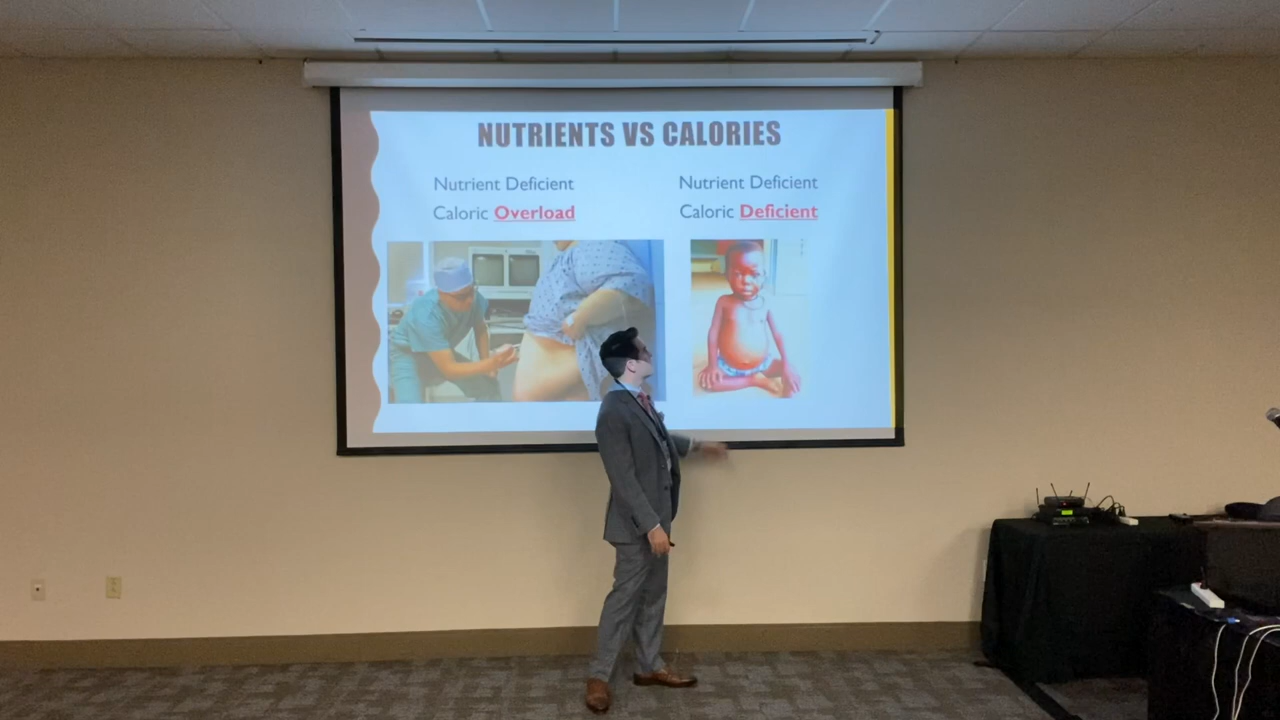 NUTRIENTS VS CALORIES
Nutrient Deficient
Caloric Overload
Nutrient Deficient
Caloric Deficient